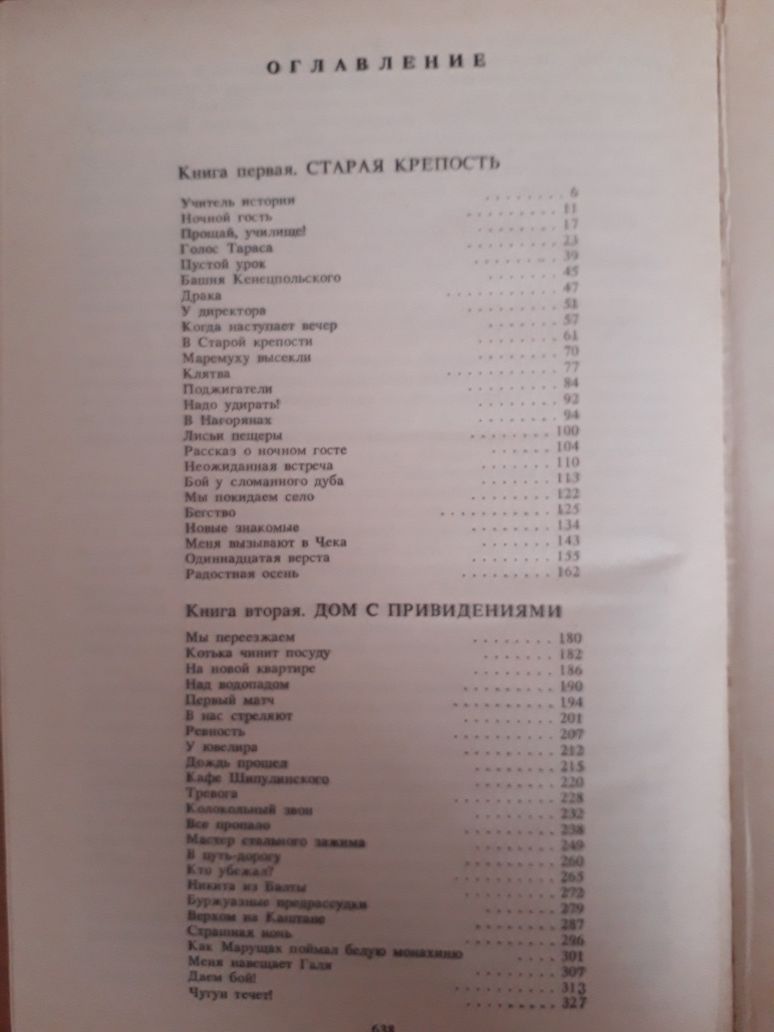 ОГЛАВЛЕНИЕ
Книга первая. СТАРАЯ КРЕПОСТЬ
Учитель истории ........ 6
Ночной гость ......... 11
Прощай, училище! ........ 17
Голос Тараса ......... 23
Пустой урок ......... 39
Башня Кенецпольского ....... 45
Драка ........... 47
У директора ......... 51
Когда наступает вечер ....... 57
В Старой крепости ........ 61
Маремуху высекли ........ 70
Клятва ........... 77
Поджигатели ......... 84
Надо удирать! ........ 92
В Нагорянах ........ 94
Лисьи пещеры ........ 100
Рассказ о ночном госте ....... 104
Неожиданная встреча ....... 110
Бой у сломанного дуба ....... 113
Мы покидаем село ........ 122
Бегство ........... 125
Новые знакомые ........ 134
Меня вызывают в Чека ....... 143
Одиннадцатая верста ........ 155
Радостная осень ......... 162
Книга вторая. ДОМ С ПРИВИДЕНИЯМИ
Мы переезжаем ........ 180
Котька чинит посуду ....... 182
На новой квартире ........ 186
Над водопадом ......... 190
Первый матч .......... 194
В нас стреляют ......... 201
Ревность .......... 207
У ювелира ......... 212
Дождь прошел ........ 215
Кафе Шипулинского ........ 220
Тревога .......... 228
Колокольный звон ........ 232
Все пропало ......... 238
Мастер стального зажима ....... 249
В путь-дорогу ......... 260
Кто убежал? .......... 265
Никита из Балты ......... 272
Буржуазные предрассудки ....... 279
Верхом на Каштане ........ 287
Страшная ночь ......... 296
Как Марущак поймал белую монахиню .... 301
Меня навещает Галя ........ 307
Даем бой! .......... 313
Чугун течет! ......... 327
638